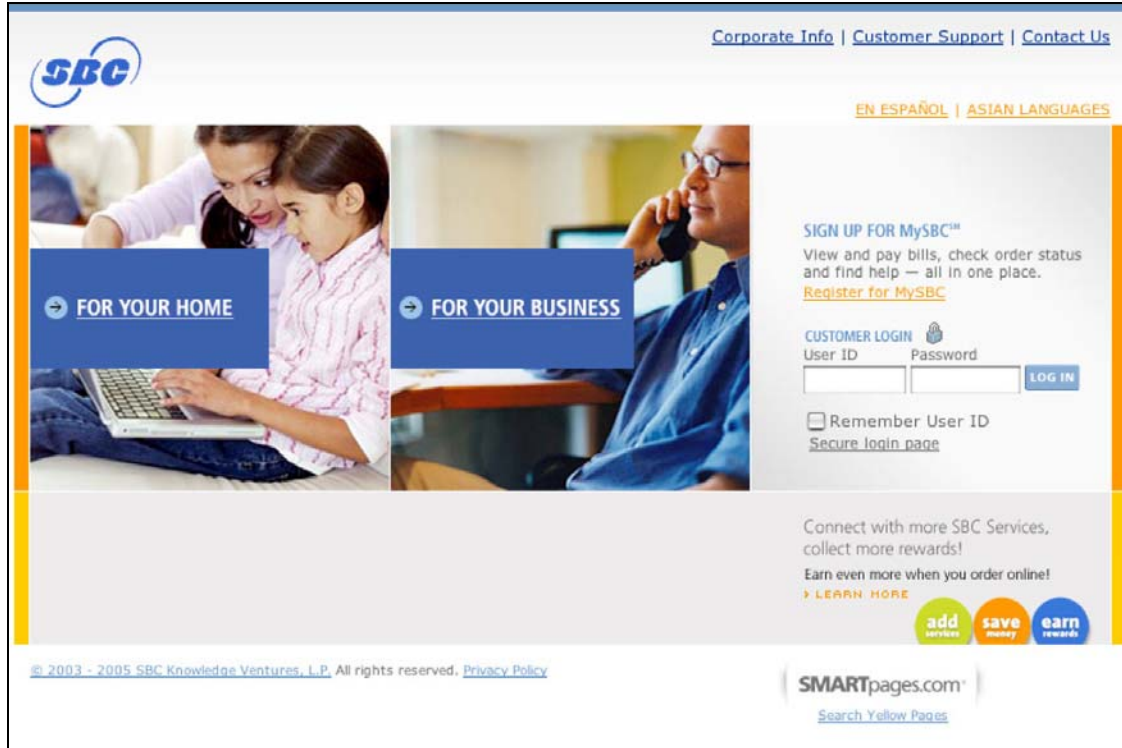 Corporate Info | Customer Support | Contact Us
SBC
EN ESPAÑOL | ASIAN LANGUAGES
FOR YOUR HOME
FOR YOUR BUSINESS
SIGN UP FOR MySBC℠
View and pay bills, check order status
and find help — all in one place.
Register for MySBC
CUSTOMER LOGIN
User ID Password
LOG IN
Remember User ID
Secure login page
Connect with more SBC Services,
collect more rewards!
Earn even more when you order online!
LEARN MORE
add services
save money
earn rewards
© 2003 - 2005 SBC Knowledge Ventures, L.P. All rights reserved. Privacy Policy
SMARTpages.com
Search Yellow Pages